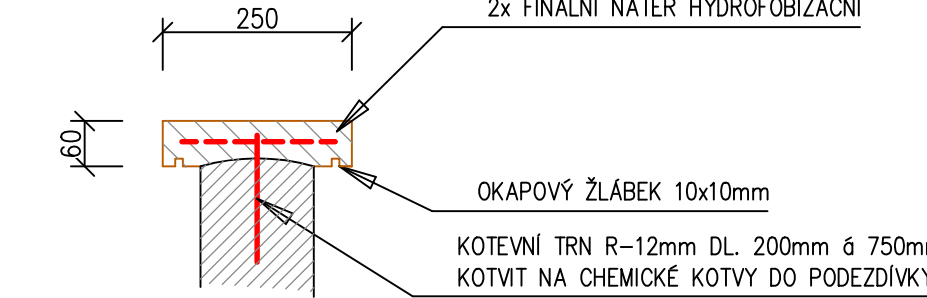 250
2x FINÁLNÍ NÁTĚR HYDROFOBIZAČNÍ
60
OKAPOVÝ ŽLÁBEK 10x10mm
KOTEVNÍ TRN R-12mm DL. 200mm á 750mm
KOTVIT NA CHEMICKÉ KOTVY DO PODEZDÍVKY